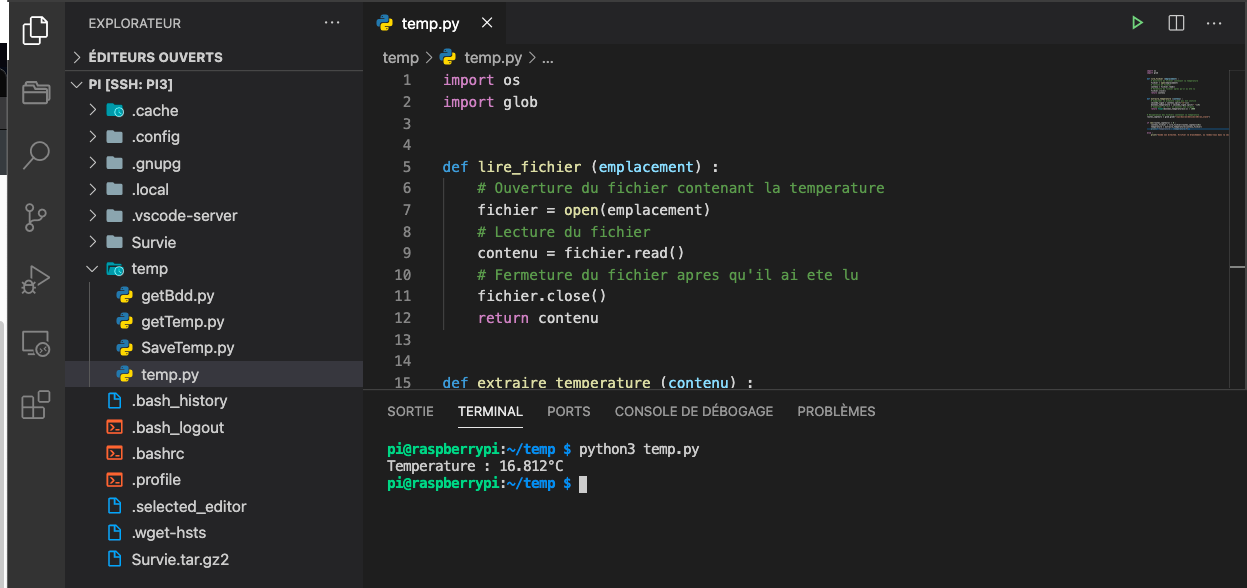 EXPLORATEUR ...
ÉDITEURS OUVERTS
PI [SSH: PI3]
.cache
.config
.gnupg
.local
.vscode-server
Survie
temp
getBdd.py
getTemp.py
SaveTemp.py
temp.py
.bash_history
.bash_logout
.bashrc
.profile
.selected_editor
.wget-hsts
Survie.tar.gz2
temp.py
temp > temp.py > ...
1 import os
2 import glob
3
4
5 def lire_fichier (emplacement) :
6 # Ouverture du fichier contenant la temperature
7 fichier = open(emplacement)
8 # Lecture du fichier
9 contenu = fichier.read()
10 # Fermeture du fichier apres qu'il ai ete lu
11 fichier.close()
12 return contenu
13
14
15 def extraire_temperature (contenu) :
SORTIE TERMINAL PORTS CONSOLE DE DÉBOGAGE PROBLÈMES
pi@raspberrypi:~/temp $ python3 temp.py
Temperature : 16.812°C
pi@raspberrypi:~/temp $